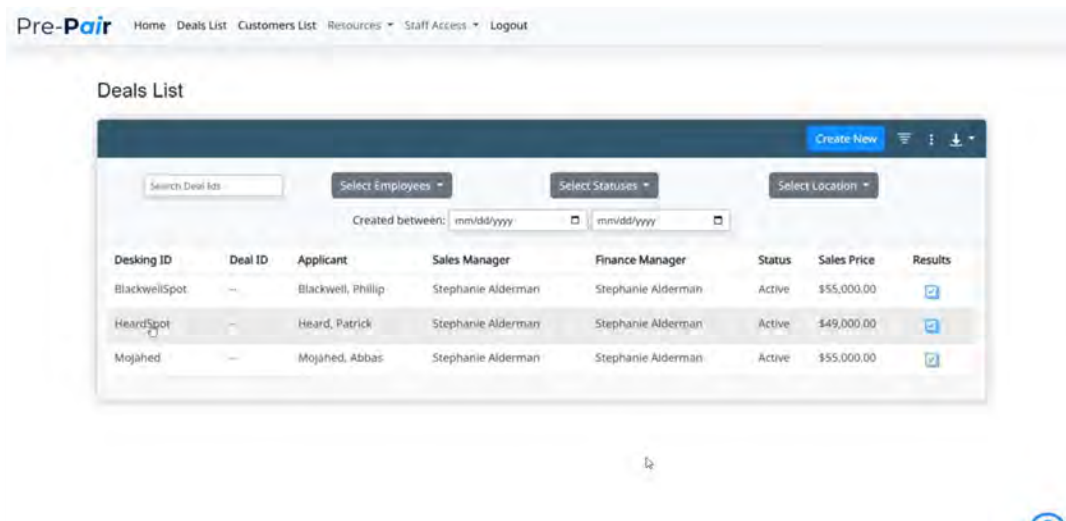 Pre-Pair Home Deals List Customers List Resources Staff Access Logout
Deals List
Create New
Search Deal Ids Select Employees Select Statuses Select Location
Created between: mm/dd/yyyy mm/dd/yyyy
Desking ID Deal ID Applicant Sales Manager Finance Manager Status Sales Price Results
BlackwellSpot -- Blackwell, Phillip Stephanie Alderman Stephanie Alderman Active $55,000.00
HeardSpot -- Heard, Patrick Stephanie Alderman Stephanie Alderman Active $49,000.00
Mojahed -- Mojahed, Abbas Stephanie Alderman Stephanie Alderman Active $55,000.00